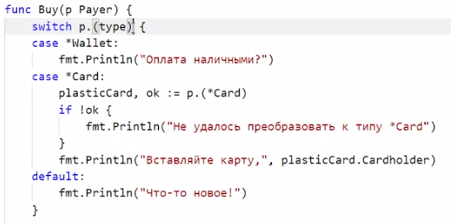 func Buy(p Payer) {
    switch p.(type) {
    case *Wallet:
        fmt.Println("Оплата наличными?")
    case *Card:
        plasticCard, ok := p.(*Card)
        if !ok {
            fmt.Println("Не удалось преобразовать к типу *Card")
        }
        fmt.Println("Вставляйте карту,", plasticCard.Cardholder)
    default:
        fmt.Println("Что-то новое!")
    }